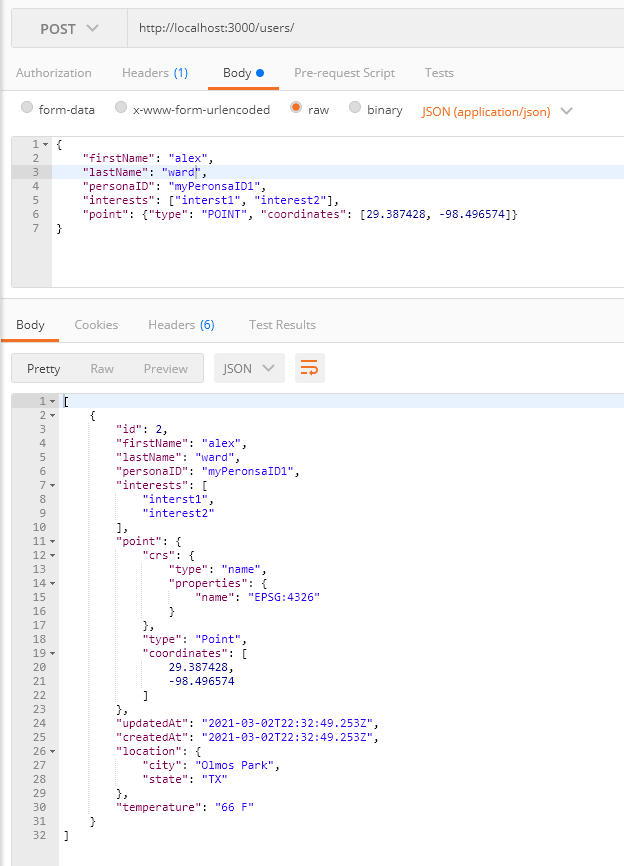 POST http://localhost:3000/users/
Authorization Headers (1) Body Pre-request Script Tests
form-data x-www-form-urlencoded raw binary JSON (application/json)
1 {
2     "firstName": "alex",
3     "lastName": "ward",
4     "personaID": "myPeronsaID1",
5     "interests": ["interst1", "interest2"],
6     "point": {"type": "POINT", "coordinates": [29.387428, -98.496574]}
7 }
Body Cookies Headers (6) Test Results
Pretty Raw Preview JSON
1 [
2     {
3         "id": 2,
4         "firstName": "alex",
5         "lastName": "ward",
6         "personaID": "myPeronsaID1",
7         "interests": [
8             "interst1",
9             "interest2"
10         ],
11         "point": {
12             "crs": {
13                 "type": "name",
14                 "properties": {
15                     "name": "EPSG:4326"
16                 }
17             },
18             "type": "Point",
19             "coordinates": [
20                 29.387428,
21                 -98.496574
22             ]
23         },
24         "updatedAt": "2021-03-02T22:32:49.253Z",
25         "createdAt": "2021-03-02T22:32:49.253Z",
26         "location": {
27             "city": "Olmos Park",
28             "state": "TX"
29         },
30         "temperature": "66 F"
31     }
32 ]